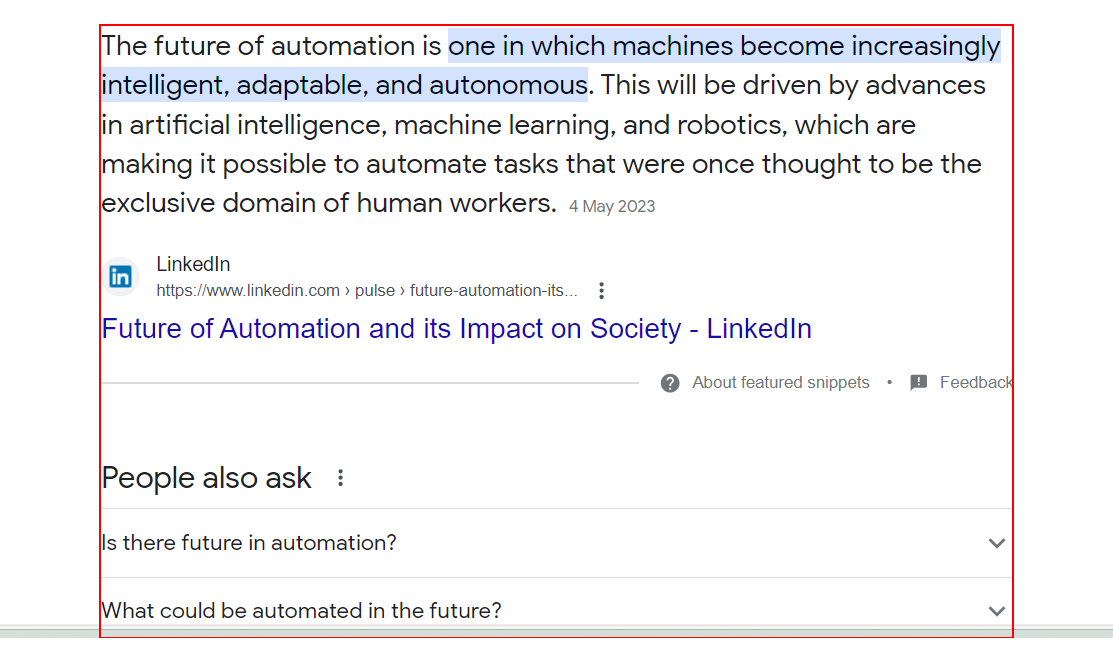 The future of automation is one in which machines become increasingly
intelligent, adaptable, and autonomous. This will be driven by advances
in artificial intelligence, machine learning, and robotics, which are
making it possible to automate tasks that were once thought to be the
exclusive domain of human workers. 4 May 2023
in
LinkedIn
https://www.linkedin.com › pulse › future-automation-its...
Future of Automation and its Impact on Society - LinkedIn
About featured snippets • Feedback
People also ask
Is there future in automation?
What could be automated in the future?